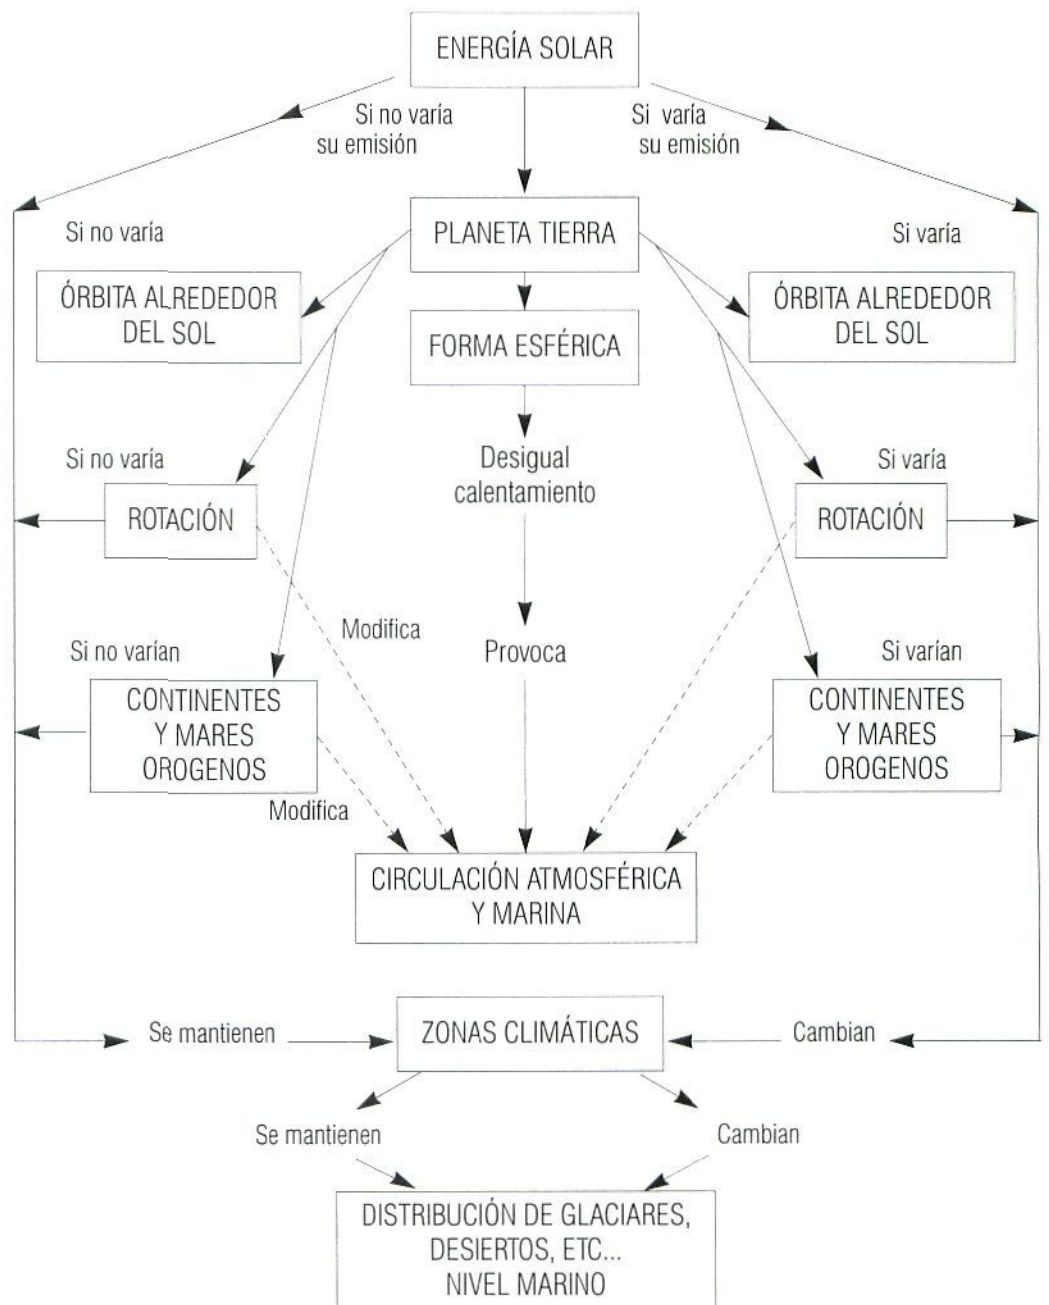 ENERGÍA SOLAR
Si no varía
su emisión
Si varía
su emisión
Si no varía
PLANETA TIERRA
Si varía
ÓRBITA ALREDEDOR
DEL SOL
FORMA ESFÉRICA
ÓRBITA ALREDEDOR
DEL SOL
Si no varía
Desigual
calentamiento
Si varía
ROTACIÓN
ROTACIÓN
Modifica
Si no varían
Provoca
Si varían
CONTINENTES
Y MARES
OROGENOS
CONTINENTES
Y MARES
OROGENOS
Modifica
CIRCULACIÓN ATMOSFÉRICA
Y MARINA
Se mantienen
ZONAS CLIMÁTICAS
Cambian
Se mantienen
Cambian
DISTRIBUCIÓN DE GLACIARES,
DESIERTOS, ETC...
NIVEL MARINO